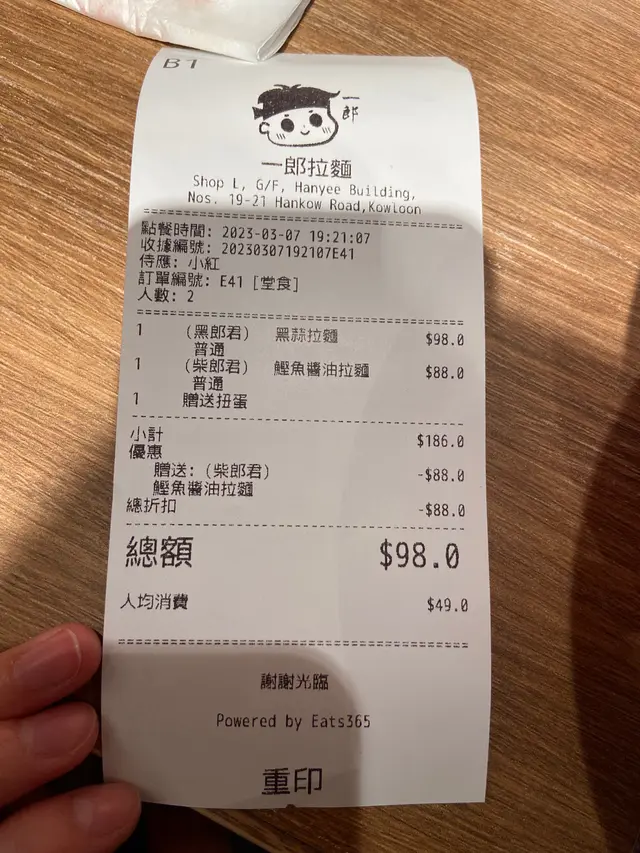 B1
一郎
一郎拉麵
Shop L, G/F, Hanyee Building,
Nos. 19-21 Hankow Road,Kowloon
點餐時間: 2023-03-07 19:21:07
收據編號: 20230307192107E41
侍應: 小紅
訂單編號: E41 [堂食]
人數: 2
1 (黑郎君) 黑蒜拉麵 $98.0
普通
1 (柴郎君) 鰹魚醬油拉麵 $88.0
普通
1 贈送扭蛋
小計 $186.0
優惠
贈送: (柴郎君) -$88.0
鰹魚醬油拉麵
總折扣 -$88.0
總額 $98.0
人均消費 $49.0
謝謝光臨
Powered by Eats365
重印